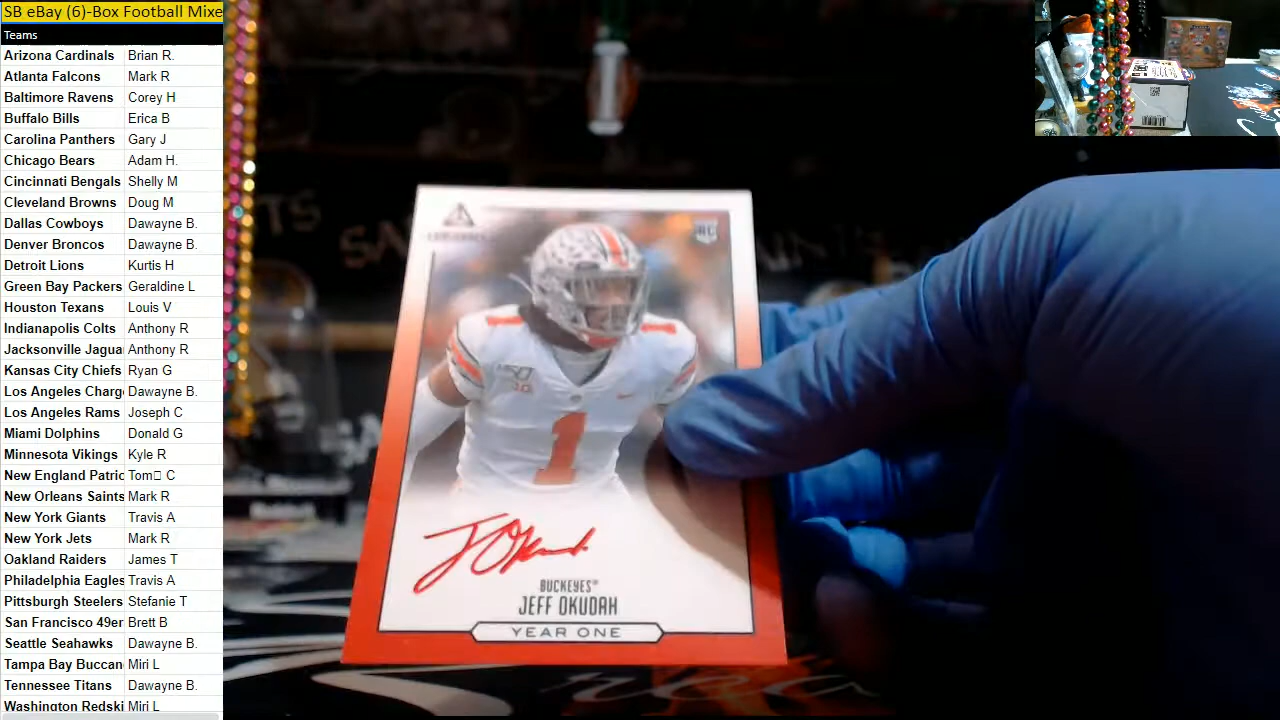 SB eBay (6)-Box Football Mixe
Teams
Arizona Cardinals Brian R.
Atlanta Falcons Mark R
Baltimore Ravens Corey H
Buffalo Bills Erica B
Carolina Panthers Gary J
Chicago Bears Adam H.
Cincinnati Bengals Shelly M
Cleveland Browns Doug M
Dallas Cowboys Dawayne B.
Denver Broncos Dawayne B.
Detroit Lions Kurtis H
Green Bay Packers Geraldine L
Houston Texans Louis V
Indianapolis Colts Anthony R
Jacksonville Jagua Anthony R
Kansas City Chiefs Ryan G
Los Angeles Charg Dawayne B.
Los Angeles Rams Joseph C
Miami Dolphins Donald G
Minnesota Vikings Kyle R
New England Patric Tom C
New Orleans Saints Mark R
New York Giants Travis A
New York Jets Mark R
Oakland Raiders James T
Philadelphia Eagles Travis A
Pittsburgh Steelers Stefanie T
San Francisco 49er Brett B
Seattle Seahawks Dawayne B.
Tampa Bay Buccan Miri L
Tennessee Titans Dawayne B.
Washington Redski Miri L
RC
1 1
150
1
J Okudah
BUCKEYES®
JEFF OKUDAH
YEAR ONE